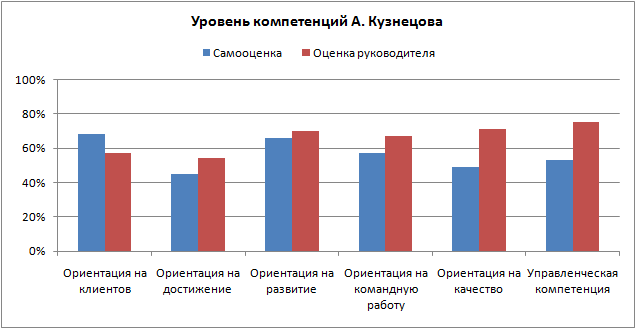 Уровень компетенций А. Кузнецова
Самооценка Оценка руководителя
100%
80%
60%
40%
20%
0%
Ориентация на клиентов
Ориентация на достижение
Ориентация на развитие
Ориентация на командную работу
Ориентация на качество
Управленческая компетенция